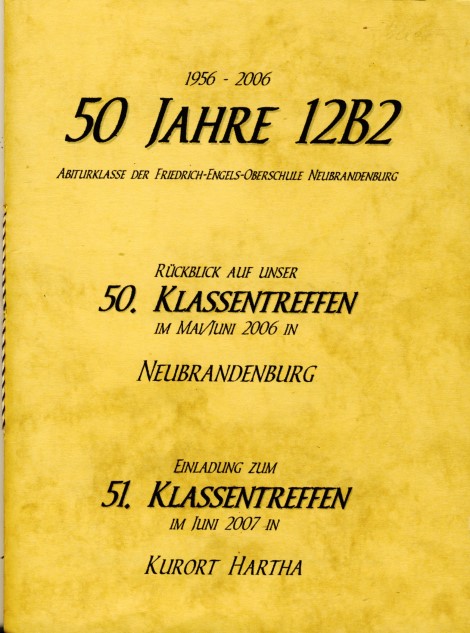 1956 - 2006
50 JAHRE 12B2
ABITURKLASSE DER FRIEDRICH-ENGELS-OBERSCHULE NEUBRANDENBURG
RÜCKBLICK AUF UNSER
50. KLASSENTREFFEN
IM MAI/JUNI 2006 IN
NEUBRANDENBURG
EINLADUNG ZUM
51. KLASSENTREFFEN
IM JUNI 2007 IN
KURORT HARTHA